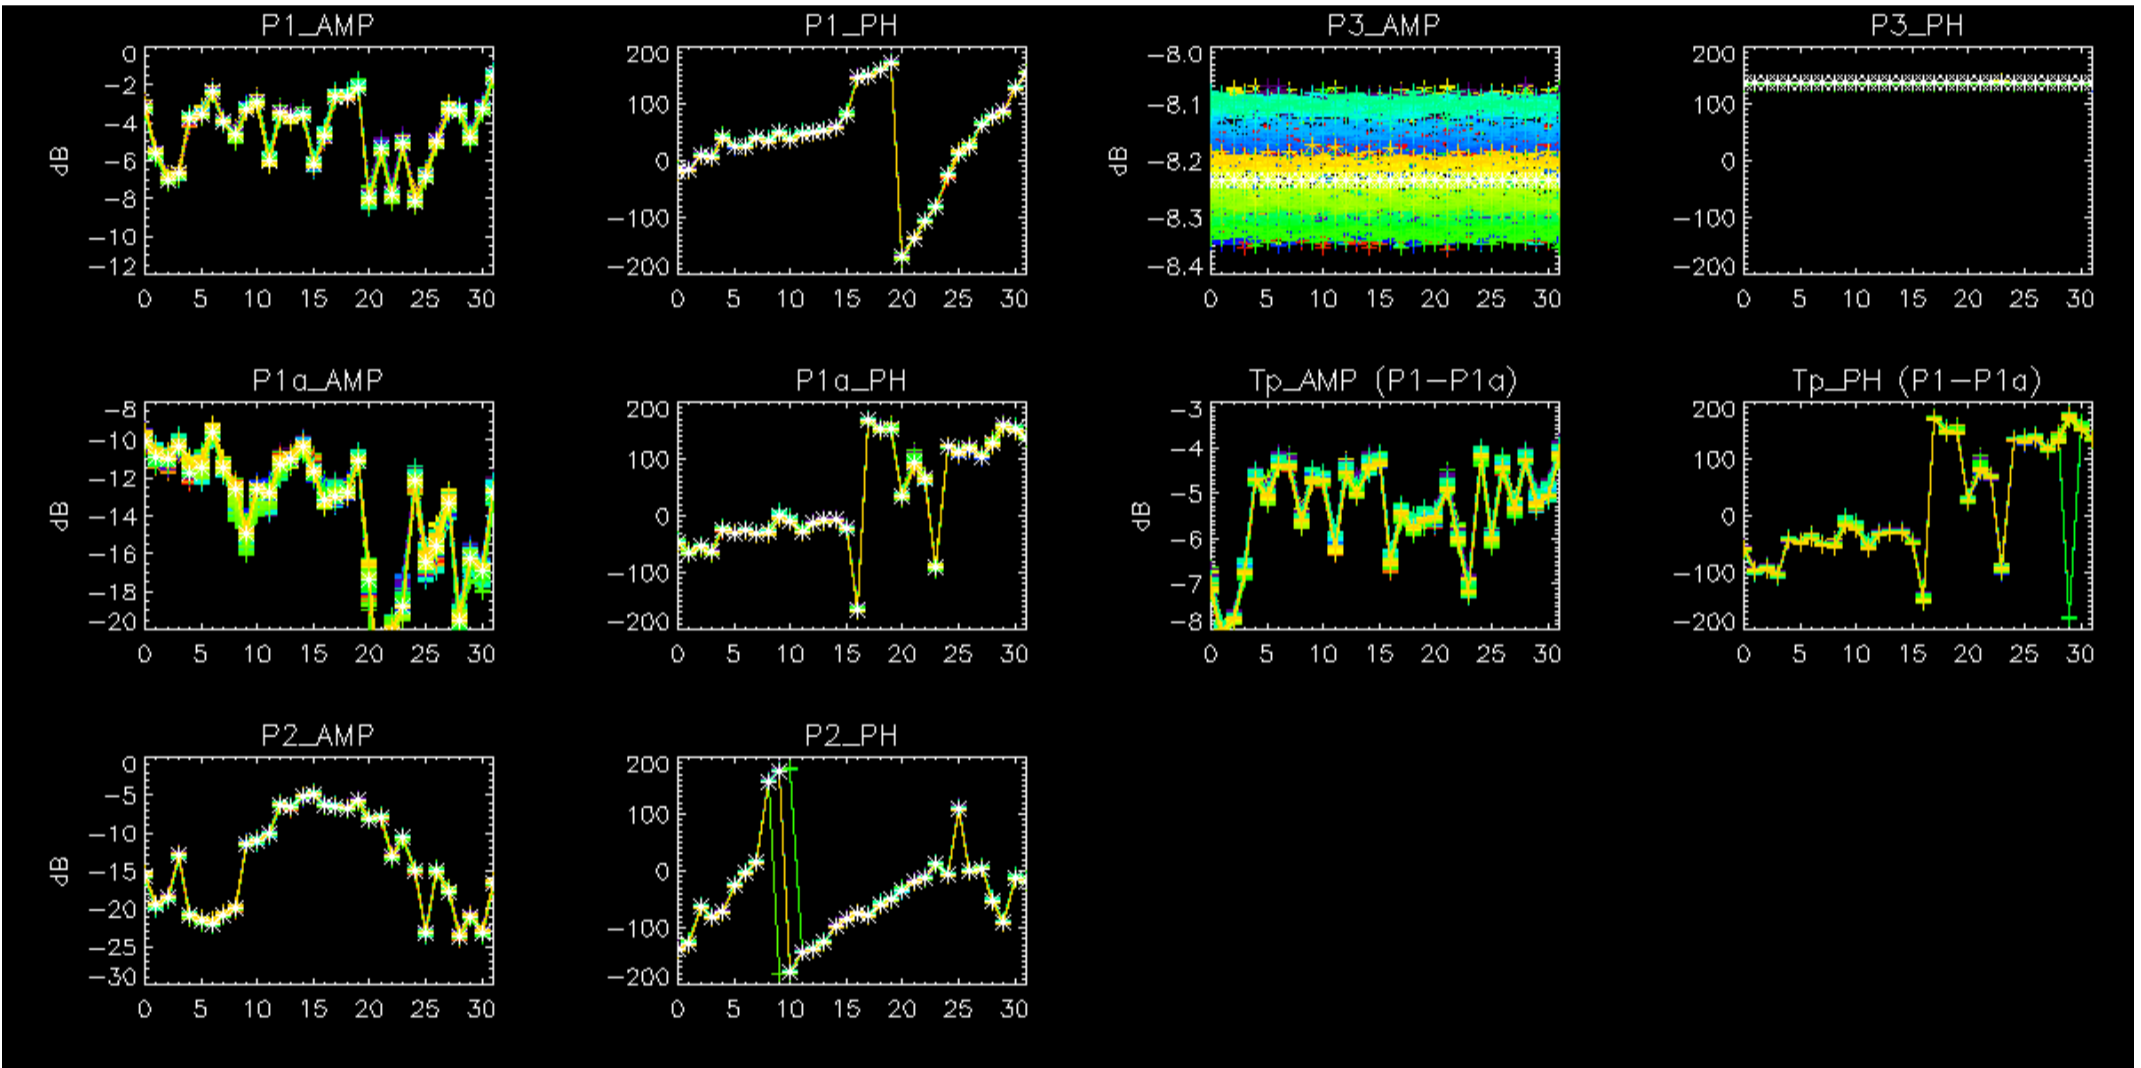 P1_AMP
0
−2
−4
−6
−8
−10
−12
dB
0 5 10 15 20 25 30
P1_PH
200
100
0
−100
−200
0 5 10 15 20 25 30
P3_AMP
−8.0
−8.1
−8.2
−8.3
−8.4
dB
0 5 10 15 20 25 30
P3_PH
200
100
0
−100
−200
0 5 10 15 20 25 30
P1a_AMP
−8
−10
−12
−14
−16
−18
−20
dB
0 5 10 15 20 25 30
P1a_PH
200
100
0
−100
−200
0 5 10 15 20 25 30
Tp_AMP (P1−P1a)
−3
−4
−5
−6
−7
−8
dB
0 5 10 15 20 25 30
Tp_PH (P1−P1a)
200
100
0
−100
−200
0 5 10 15 20 25 30
P2_AMP
0
−5
−10
−15
−20
−25
−30
dB
0 5 10 15 20 25 30
P2_PH
200
100
0
−100
−200
0 5 10 15 20 25 30